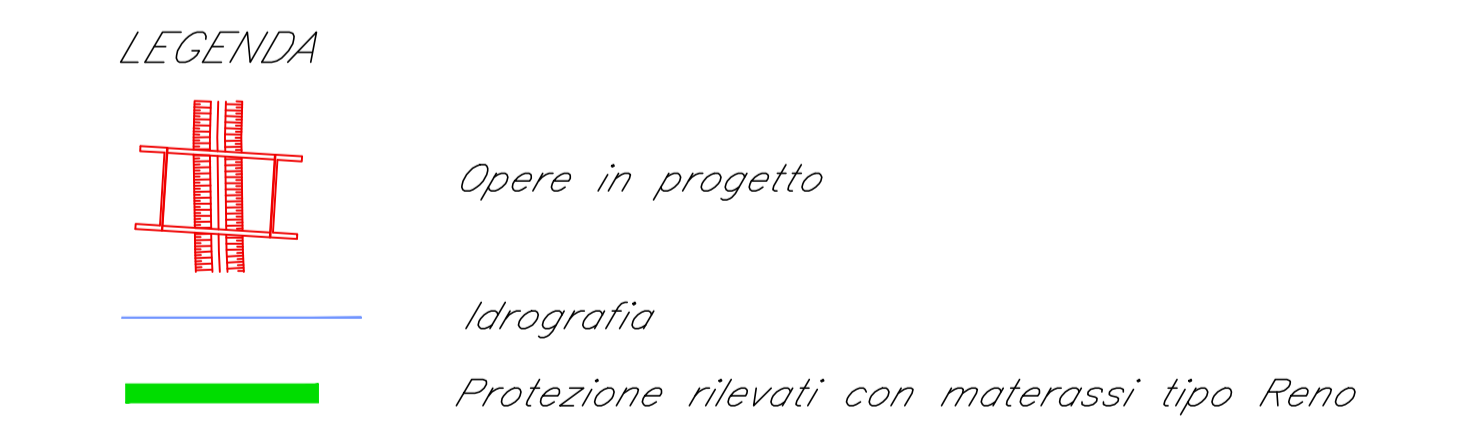 LEGENDA
Opere in progetto
Idrografia
Protezione rilevati con materassi tipo Reno